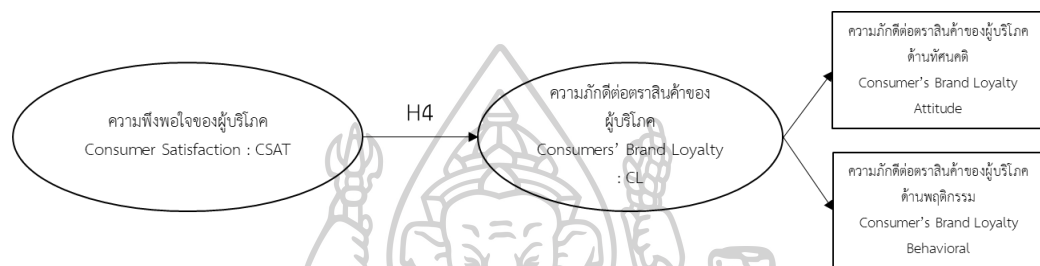 ความพึงพอใจของผู้บริโภค
Consumer Satisfaction : CSAT
H4
ความภักดีต่อตราสินค้าของ
ผู้บริโภค
Consumers’ Brand Loyalty
: CL
ความภักดีต่อตราสินค้าของผู้บริโภค
ด้านทัศนคติ
Consumer’s Brand Loyalty
Attitude
ความภักดีต่อตราสินค้าของผู้บริโภค
ด้านพฤติกรรม
Consumer’s Brand Loyalty
Behavioral